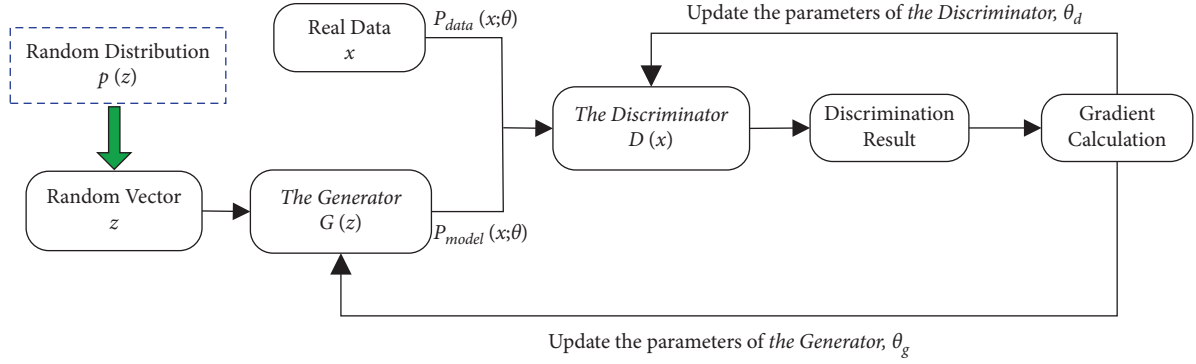 Update the parameters of the Discriminator, θd
Real Data
x
Pdata (x;θ)
Random Distribution
p (z)
The Discriminator
D (x)
Discrimination
Result
Gradient
Calculation
Random Vector
z
The Generator
G (z)
Pmodel (x;θ)
Update the parameters of the Generator, θg